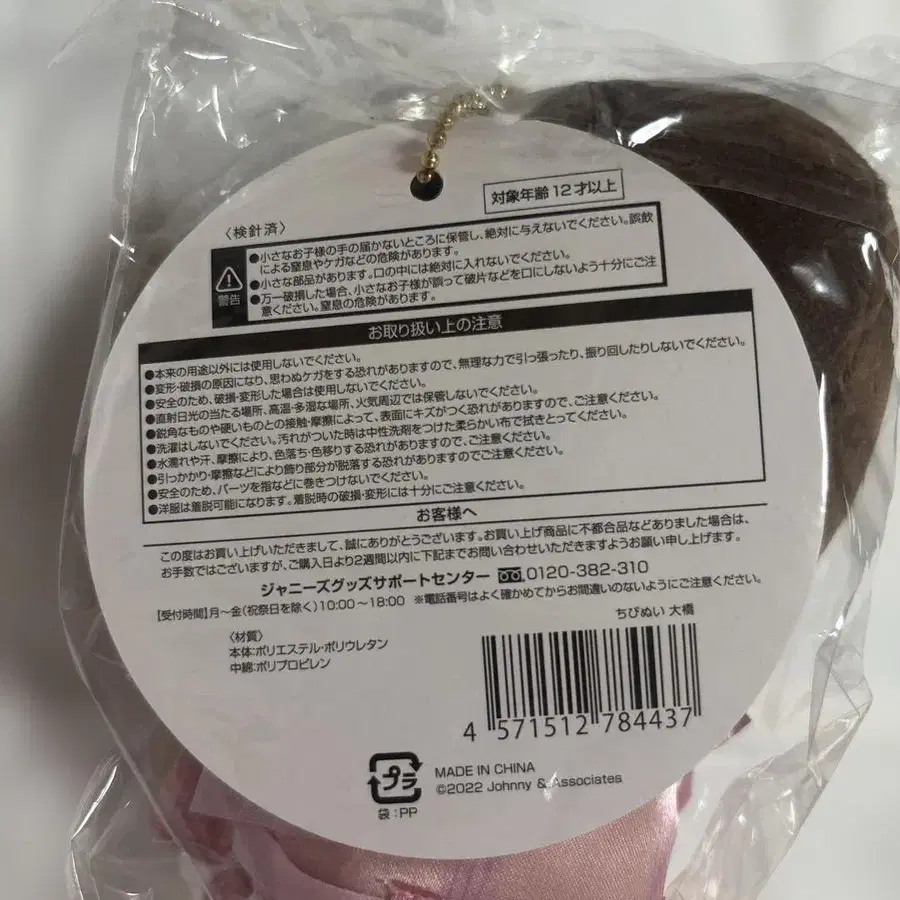 対象年齢12才以上
〈検針済〉
警告
●小さなお子様の手の届かないところに保管し、絶対に与えないでください。誤飲
による窒息やケガなどの危険があります。
●小さな部品があります。口の中には絶対に入れないでください。
●万一破損した場合、小さなお子様が誤って破片などを口にしないよう十分にご注
意ください。窒息の危険があります。
お取り扱い上の注意
●本来の用途以外には使用しないでください。
●変形・破損の原因になり、思わぬケガをする恐れがありますので、無理な力で引っ張ったり、振り回したりしないでください。
●安全のため、破損・変形した場合は使用しないでください。
●直射日光の当たる場所、高温・多湿な場所、火気周辺では保管しないでください。
●鋭角なものや硬いものとの接触・摩擦によって、表面にキズがつく恐れがありますので、ご注意ください。
●洗濯はしないでください。汚れがついた時は中性洗剤をつけた柔らかい布で拭きとってください。
●水濡れや汗、摩擦により、色落ち・色移りする恐れがありますので、ご注意ください。
●引っかかり・摩擦などにより飾り部分が脱落する恐れがありますのでご注意ください。
●安全のため、パーツを指などに巻きつけないでください。
●洋服は着脱可能になります。着脱時の破損・変形には十分にご注意ください。
お客様へ
この度はお買い上げいただきまして、誠にありがとうございます。お買い上げ商品に不都合品などありました場合は、
お手数ではございますが、ご購入日より2週間以内に下記までお問い合わせいただきますようお願い申し上げます。
ジャニーズグッズサポートセンター 0120-382-310
【受付時間】月〜金(祝祭日を除く)10:00〜18:00 ※電話番号はよく確かめてからお間違いのないようにご注意ください。
〈材質〉
本体:ポリエステル・ポリウレタン
中綿:ポリプロピレン
ちびぬい 大橋
4 571512 784437
プラ
袋:PP
MADE IN CHINA
©2022 Johnny & Associates